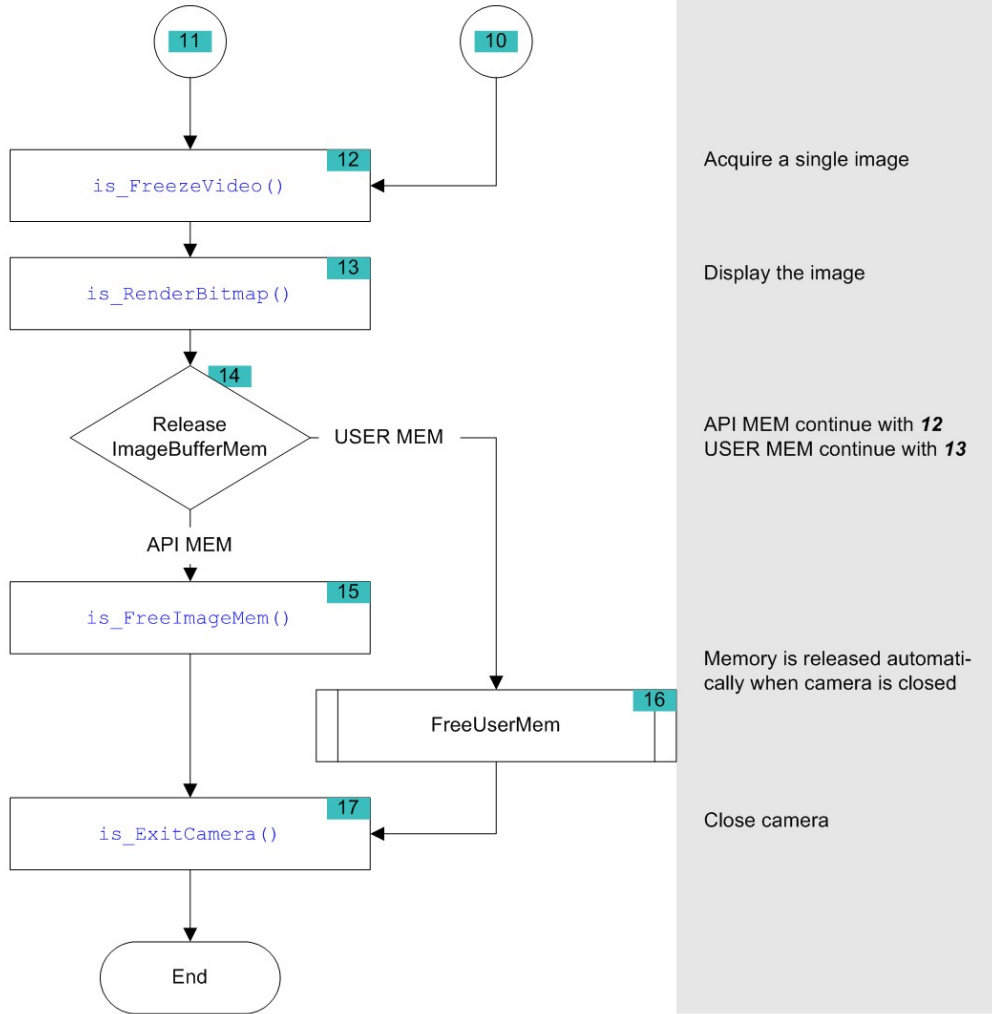 11
10
12
is_FreezeVideo()
Acquire a single image
13
is_RenderBitmap()
Display the image
14
Release
ImageBufferMem
USER MEM
API MEM continue with 12
USER MEM continue with 13
API MEM
15
is_FreeImageMem()
Memory is released automati-
cally when camera is closed
16
FreeUserMem
17
is_ExitCamera()
Close camera
End